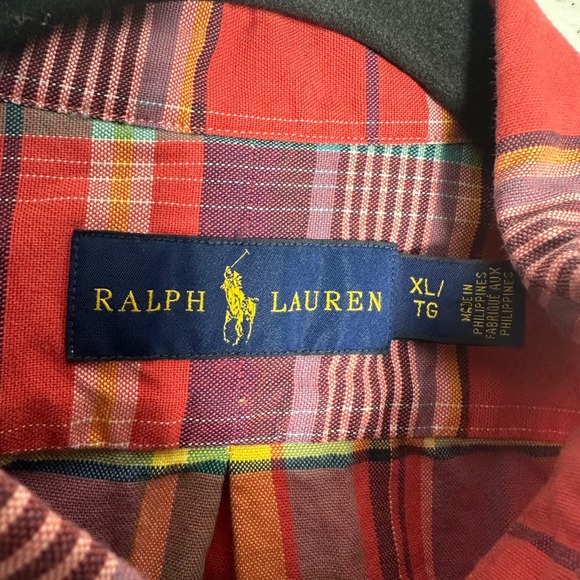 RALPH LAUREN
XL/
TG
MADE IN
PHILIPPINES
FABRIQUÉ AUX
PHILIPPINES